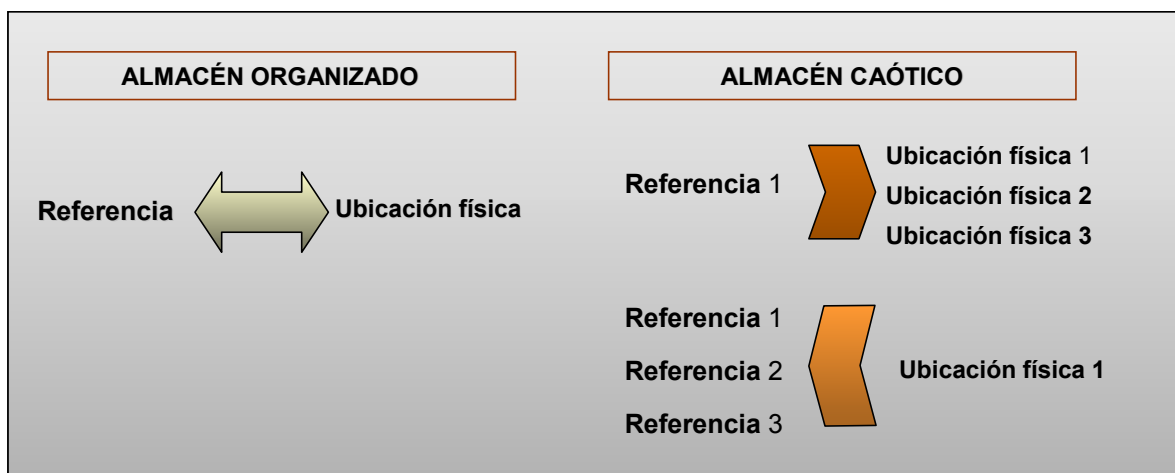 ALMACÉN ORGANIZADO
Referencia
Ubicación física
ALMACÉN CAÓTICO
Referencia 1
Ubicación física 1
Ubicación física 2
Ubicación física 3
Referencia 1
Referencia 2
Referencia 3
Ubicación física 1